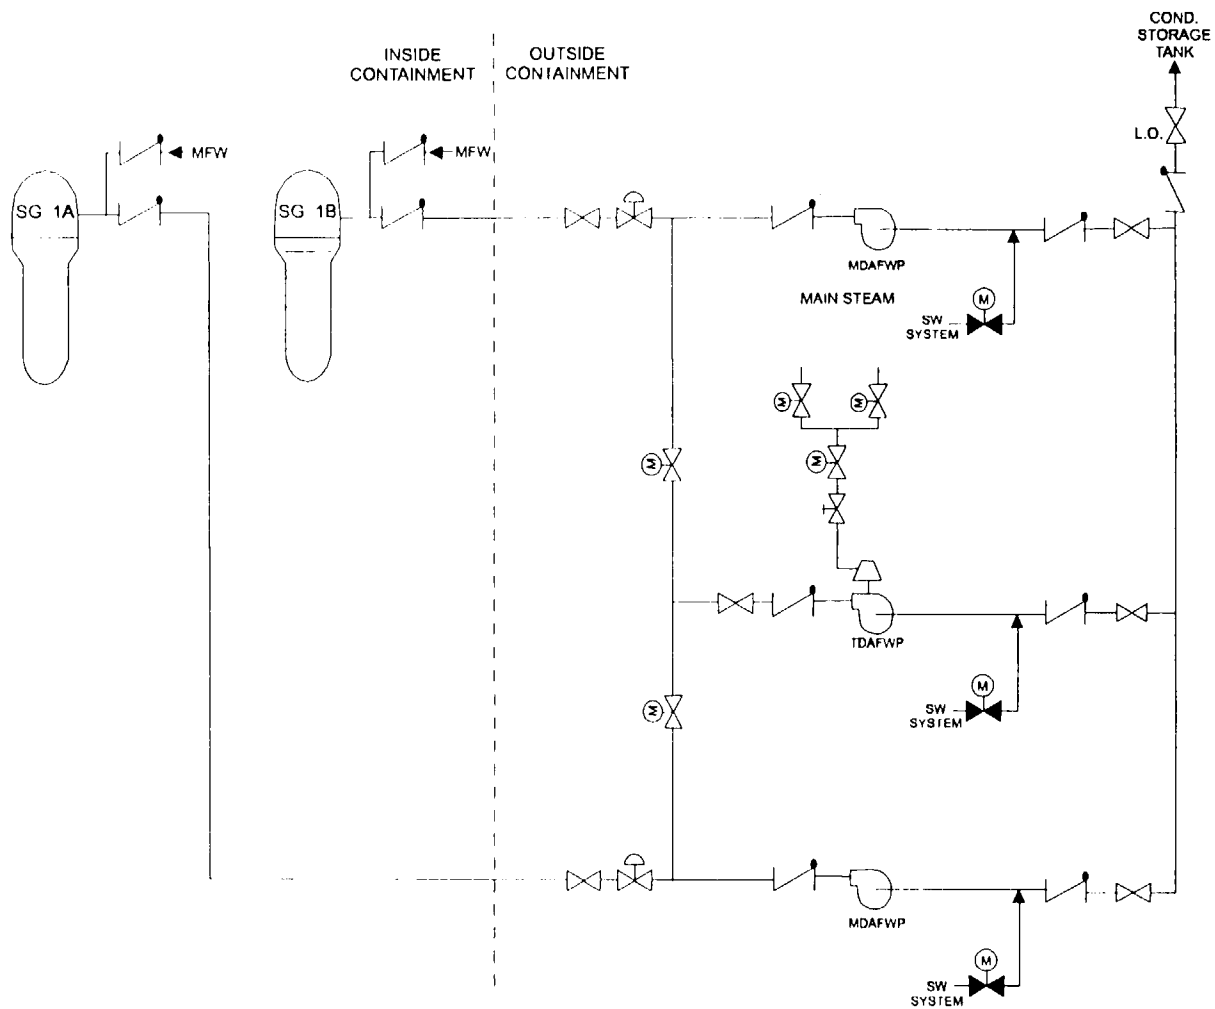 COND.
STORAGE
TANK
INSIDE
CONTAINMENT
OUTSIDE
CONTAINMENT
L.O.
MFW
MFW
SG 1A
SG 1B
MDAFWP
MAIN STEAM
M
SW
SYSTEM
M
M
M
M
TDAFWP
M
SW
SYSTEM
M
MDAFWP
M
SW
SYSTEM